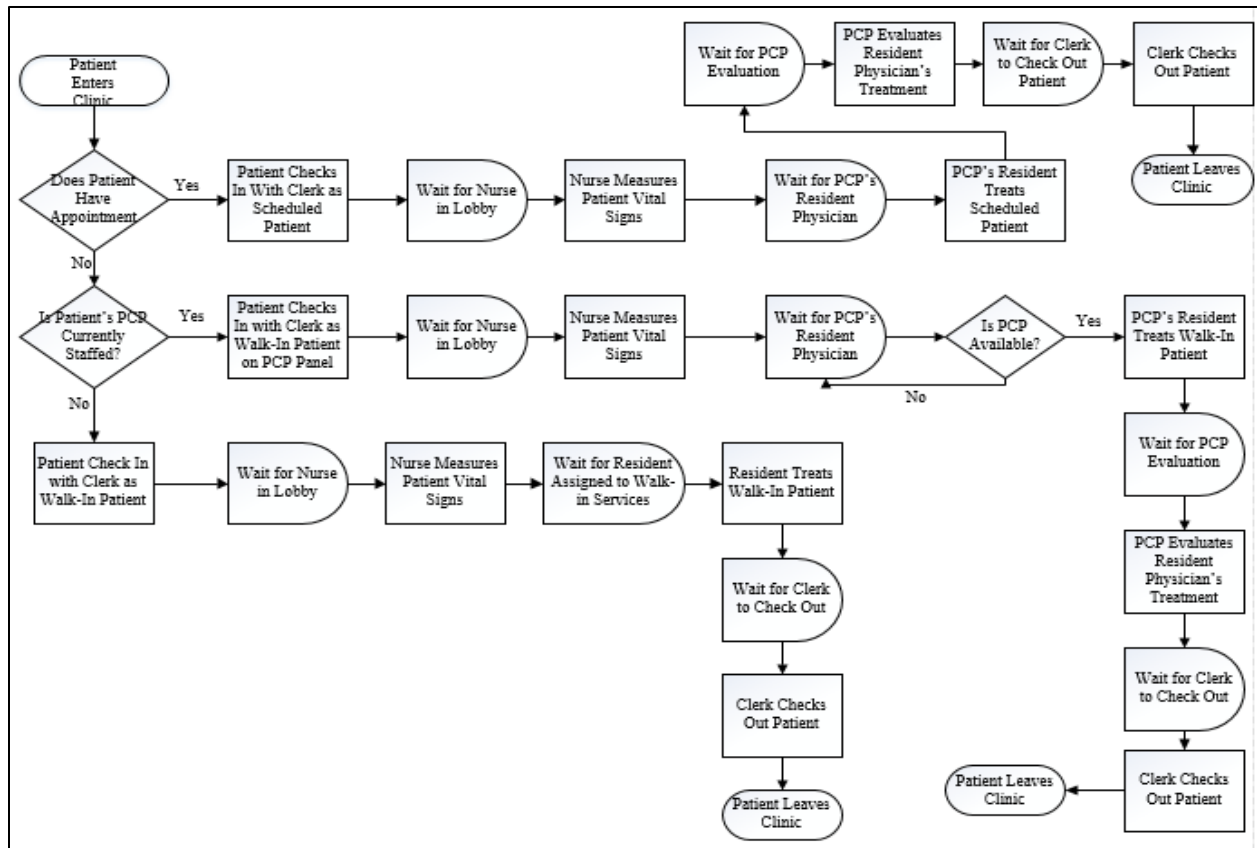 Patient
Enters
Clinic
Does Patient
Have
Appointment
Yes
No
Patient Checks
In With Clerk as
Scheduled
Patient
Wait for Nurse
in Lobby
Nurse Measures
Patient Vital
Signs
Wait for PCP's
Resident
Physician
PCP's Resident
Treats
Scheduled
Patient
Wait for PCP
Evaluation
PCP Evaluates
Resident
Physician's
Treatment
Wait for Clerk
to Check Out
Patient
Clerk Checks
Out Patient
Patient Leaves
Clinic
Is Patient's PCP
Currently
Staffed?
Yes
No
Patient Checks
In with Clerk as
Walk-In Patient
on PCP Panel
Wait for Nurse
in Lobby
Nurse Measures
Patient Vital
Signs
Wait for PCP's
Resident
Physician
Is PCP
Available?
Yes
No
PCP's Resident
Treats Walk-In
Patient
Wait for PCP
Evaluation
PCP Evaluates
Resident
Physician's
Treatment
Wait for Clerk
to Check Out
Clerk Checks
Out Patient
Patient Leaves
Clinic
Patient Check In
with Clerk as
Walk-In Patient
Wait for Nurse
in Lobby
Nurse Measures
Patient Vital
Signs
Wait for Resident
Assigned to Walk-
in Services
Resident Treats
Walk-In Patient
Wait for Clerk
to Check Out
Clerk Checks
Out Patient
Patient Leaves
Clinic